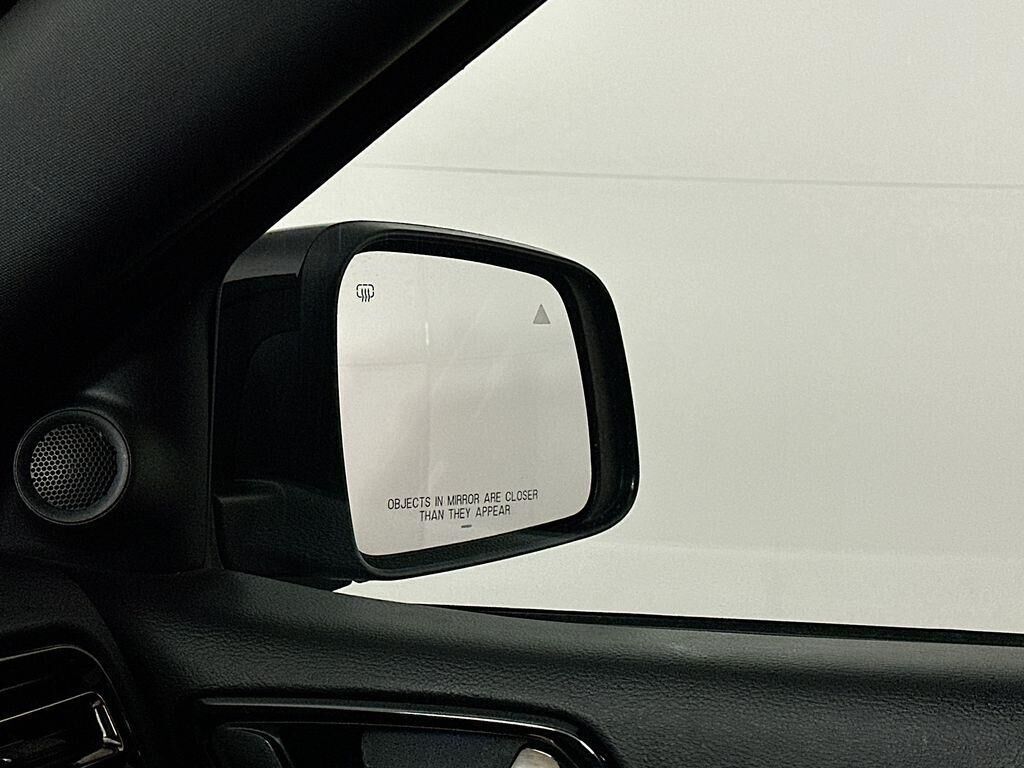 OBJECTS IN MIRROR ARE CLOSER
THAN THEY APPEAR